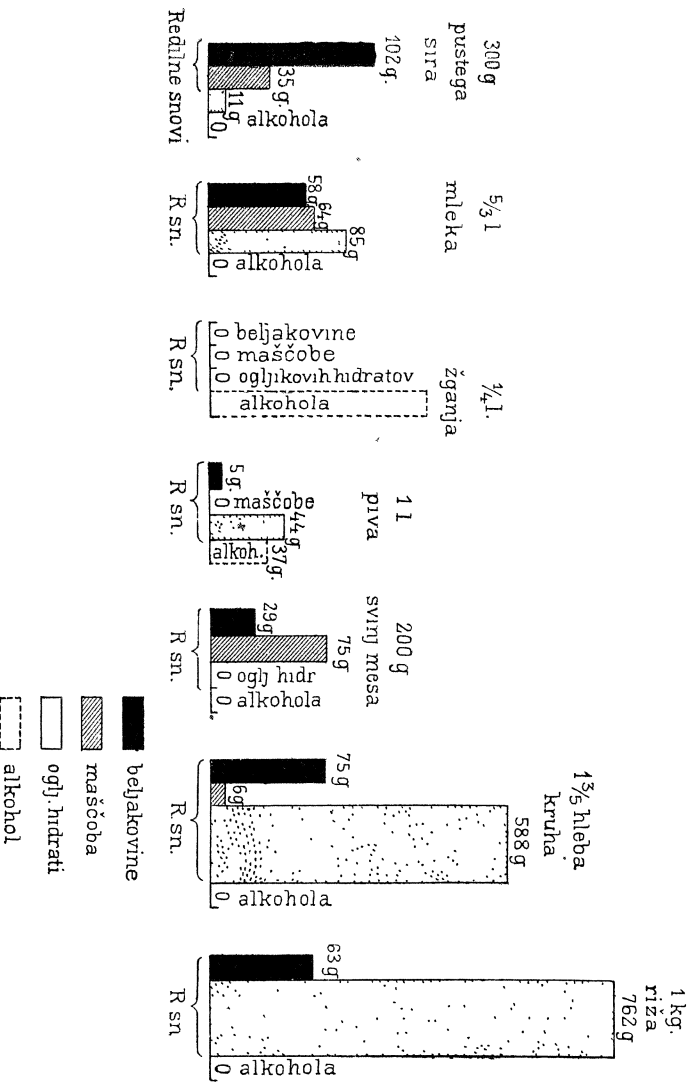 300 g
pustega
sira
102 g.
35 g.
11 g
0 alkohola
Redilne snovi
5/3 l
mleka
58 g
64 g
85 g
0 alkohola
R sn.
1/4 l.
žganja
0 beljakovine
0 maščobe
0 ogljikovih hidratov
alkohola
R sn.
1 l
piva
5 g.
0 maščobe
44 g
alkoh. 37 g.
R sn.
200 g
svinj mesa
29 g
75 g
0 oglj hidr
0 alkohola
R sn.
1 3/5 hleba
kruha
75 g
6 g
588 g
0 alkohola
R sn.
1 kg.
riža
63 g
762 g
0 alkohola
R sn
beljakovine
maščoba
oglj. hidrati
alkohol